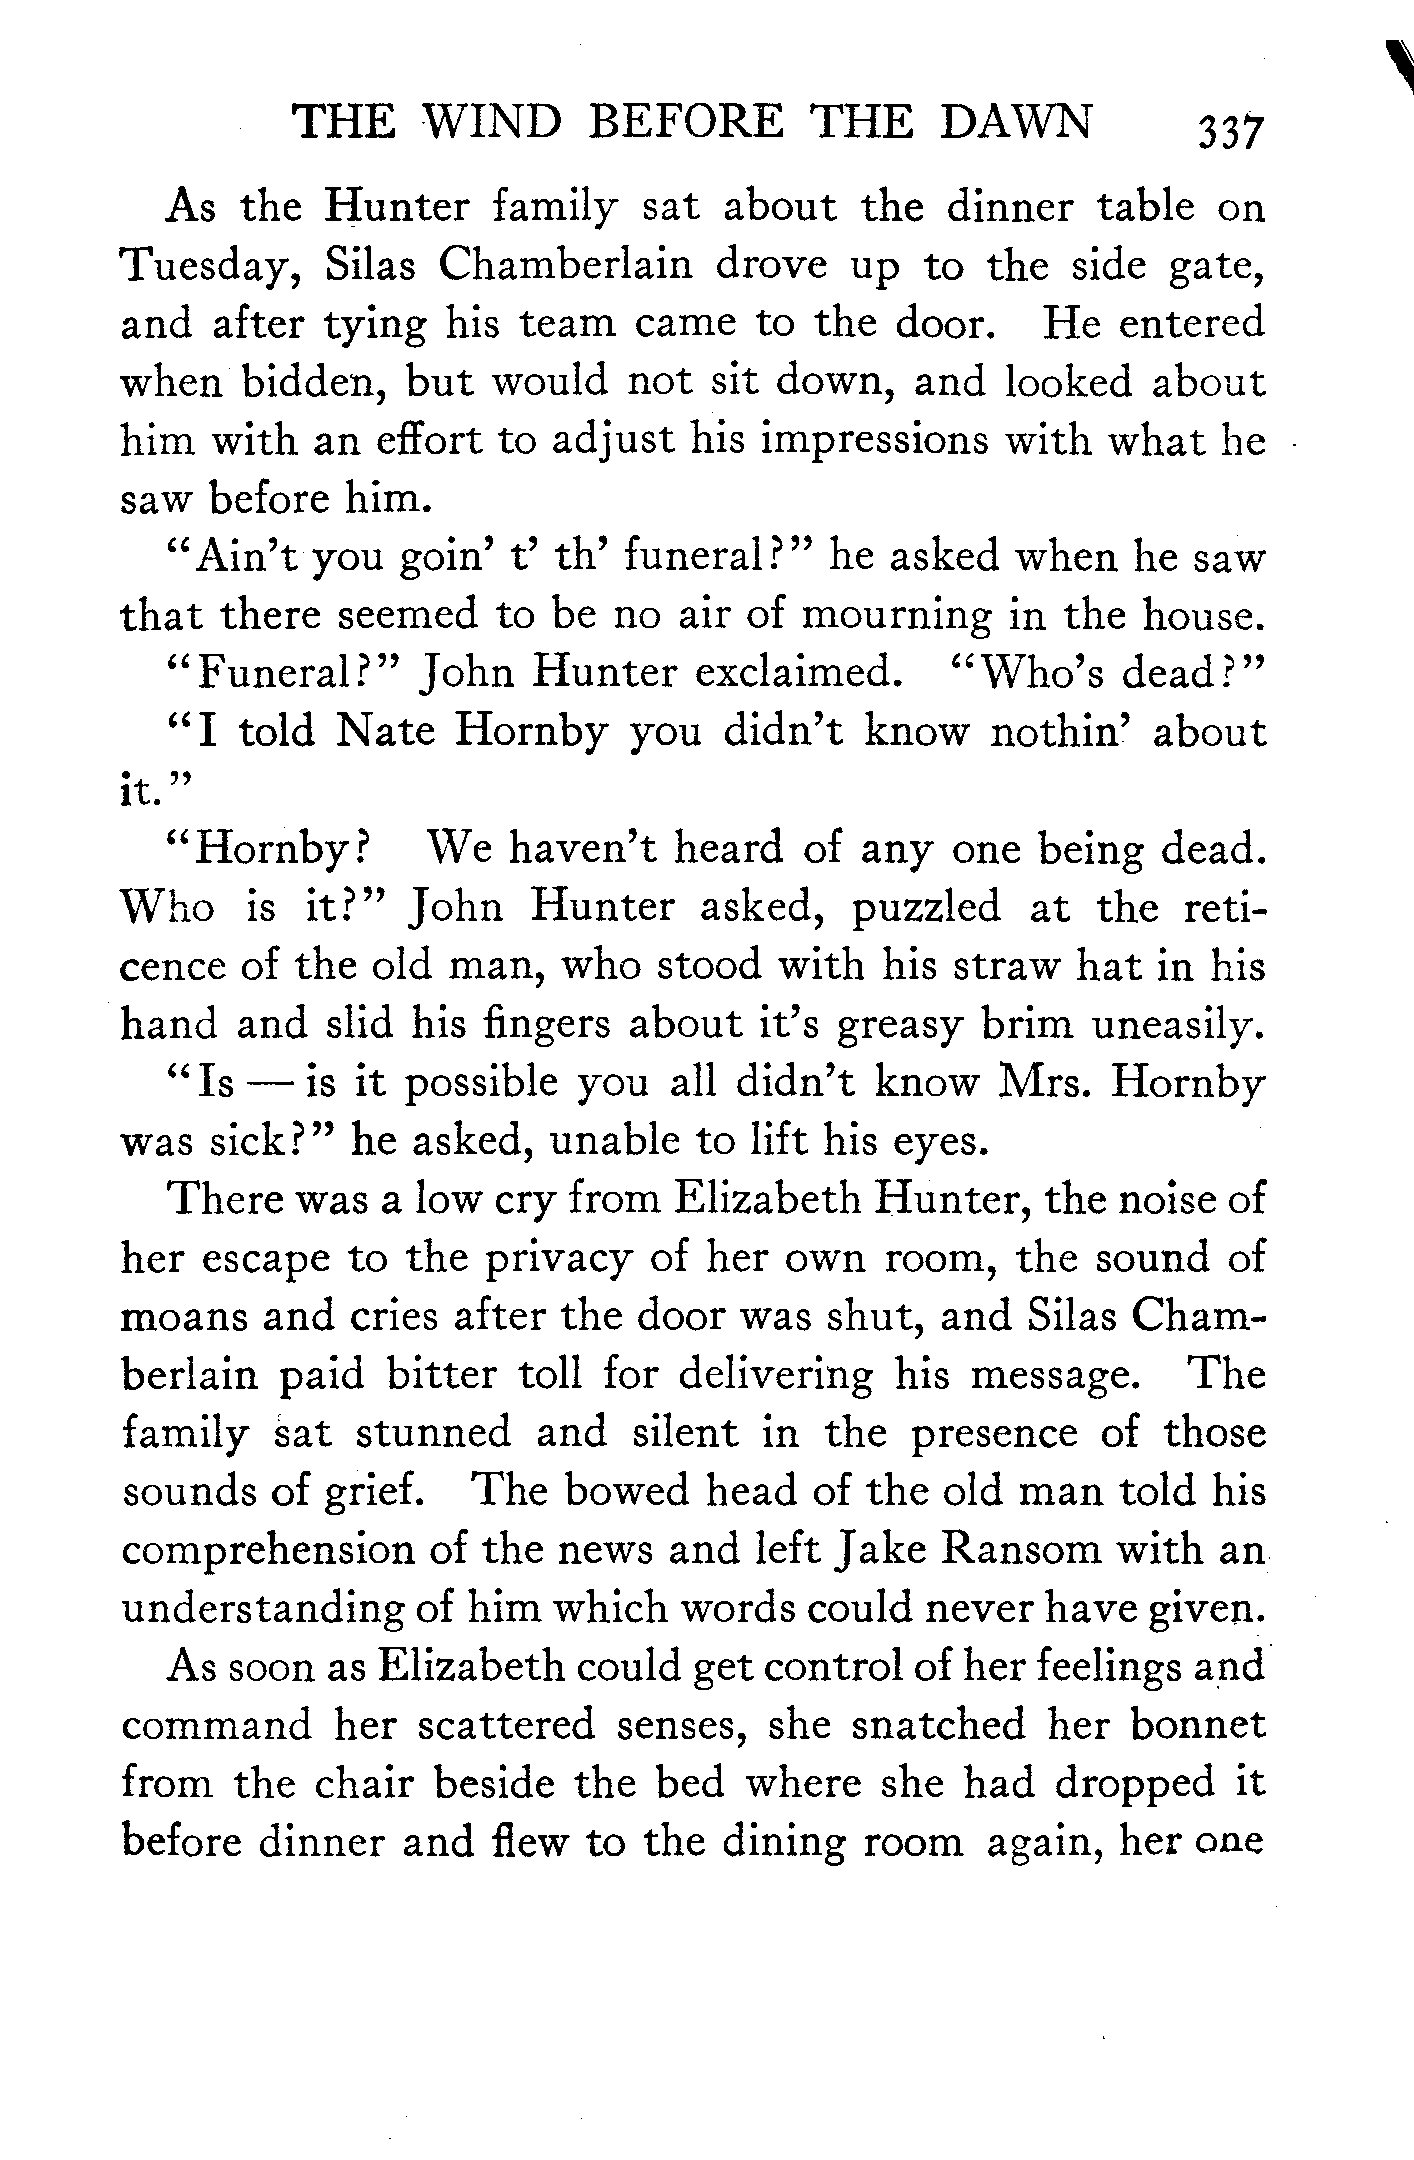 THE WIND BEFORE THE DAWN 337
As the Hunter family sat about the dinner table on
Tuesday, Silas Chamberlain drove up to the side gate,
and after tying his team came to the door. He entered
when bidden, but would not sit down, and looked about
him with an effort to adjust his impressions with what he
saw before him.
“Ain’t you goin’ t’ th’ funeral?” he asked when he saw
that there seemed to be no air of mourning in the house.
“Funeral?” John Hunter exclaimed. “Who’s dead?”
“I told Nate Hornby you didn’t know nothin’ about
it.”
“Hornby? We haven’t heard of any one being dead.
Who is it?” John Hunter asked, puzzled at the reti-
cence of the old man, who stood with his straw hat in his
hand and slid his fingers about it’s greasy brim uneasily.
“Is — is it possible you all didn’t know Mrs. Hornby
was sick?” he asked, unable to lift his eyes.
There was a low cry from Elizabeth Hunter, the noise of
her escape to the privacy of her own room, the sound of
moans and cries after the door was shut, and Silas Cham-
berlain paid bitter toll for delivering his message. The
family sat stunned and silent in the presence of those
sounds of grief. The bowed head of the old man told his
comprehension of the news and left Jake Ransom with an
understanding of him which words could never have given.
As soon as Elizabeth could get control of her feelings and
command her scattered senses, she snatched her bonnet
from the chair beside the bed where she had dropped it
before dinner and flew to the dining room again, her one